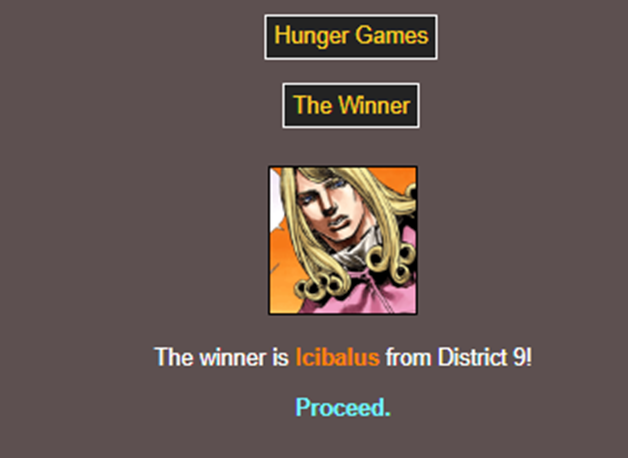 Hunger Games
The Winner
The winner is Icibalus from District 9!
Proceed.